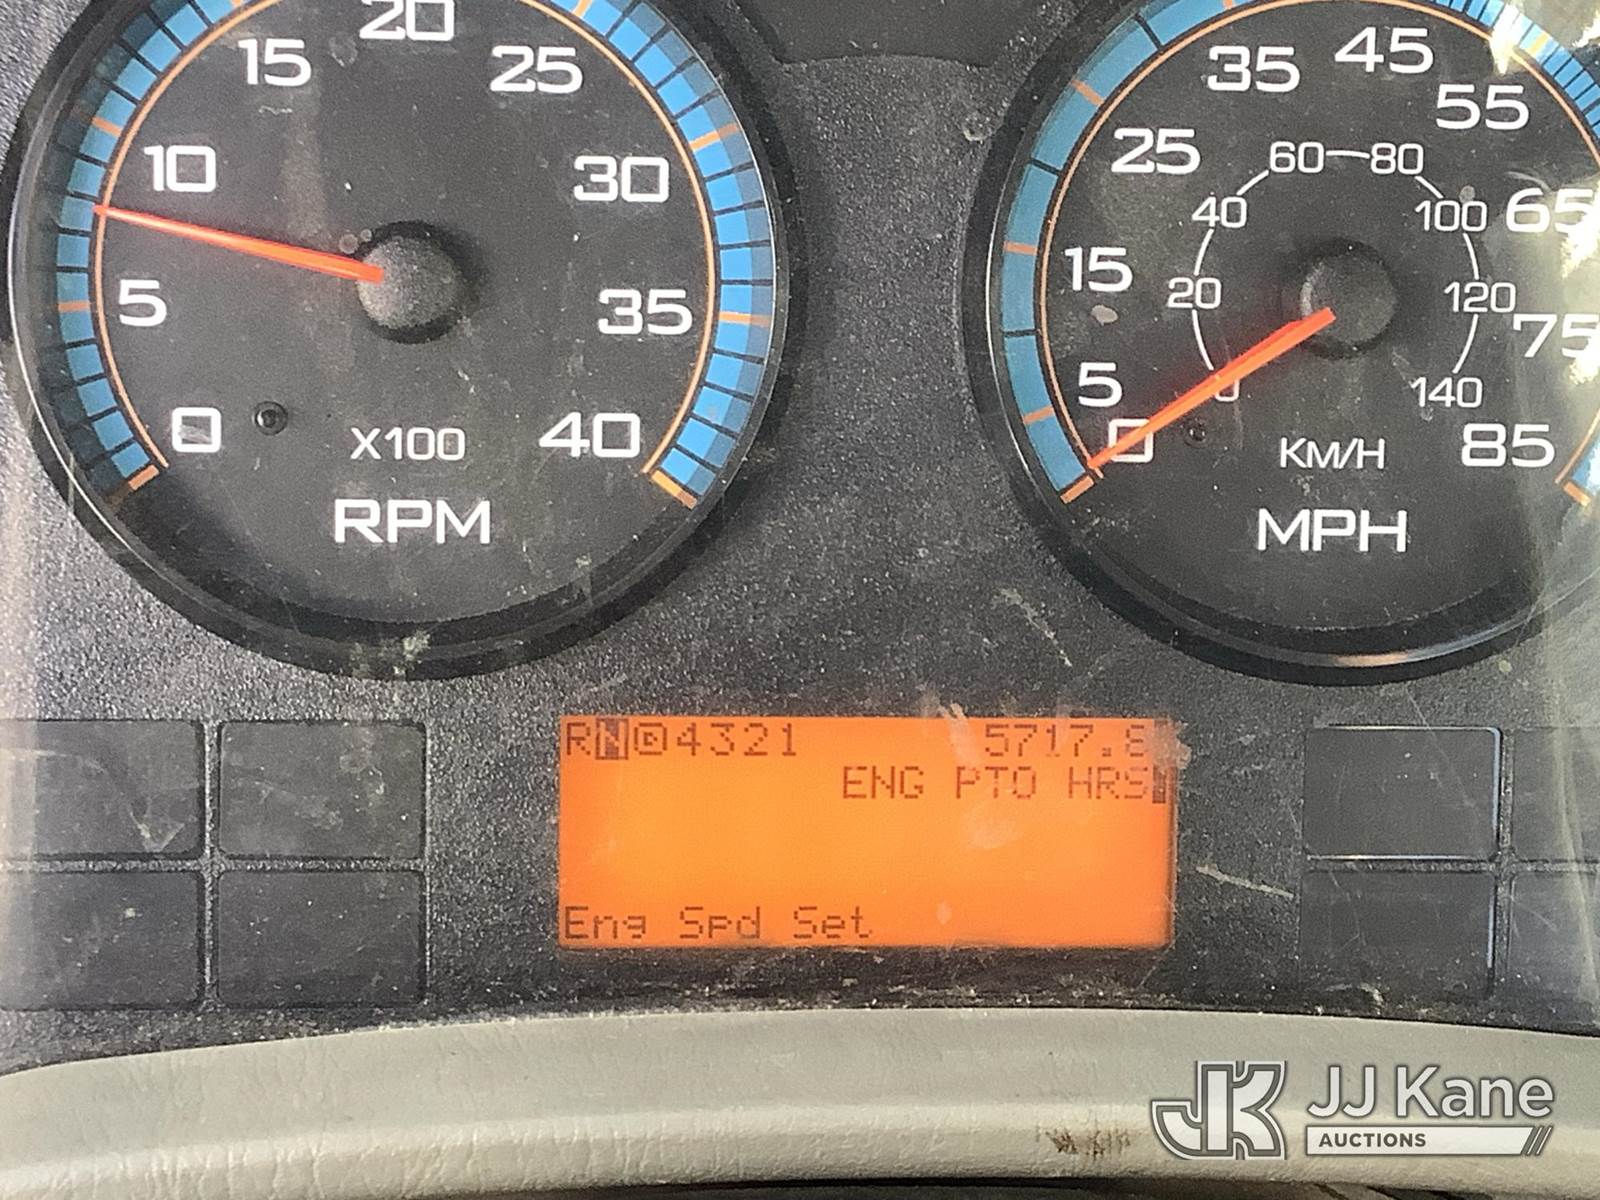 0 5 10 15 20 25 30 35 40
X100
RPM
0 5 15 25 35 45 55 65 75 85
20 40 60 80 100 120 140
KM/H
MPH
RN D4321 5717.8
ENG PTO HRS
Eng Spd Set
JK JJ Kane
AUCTIONS